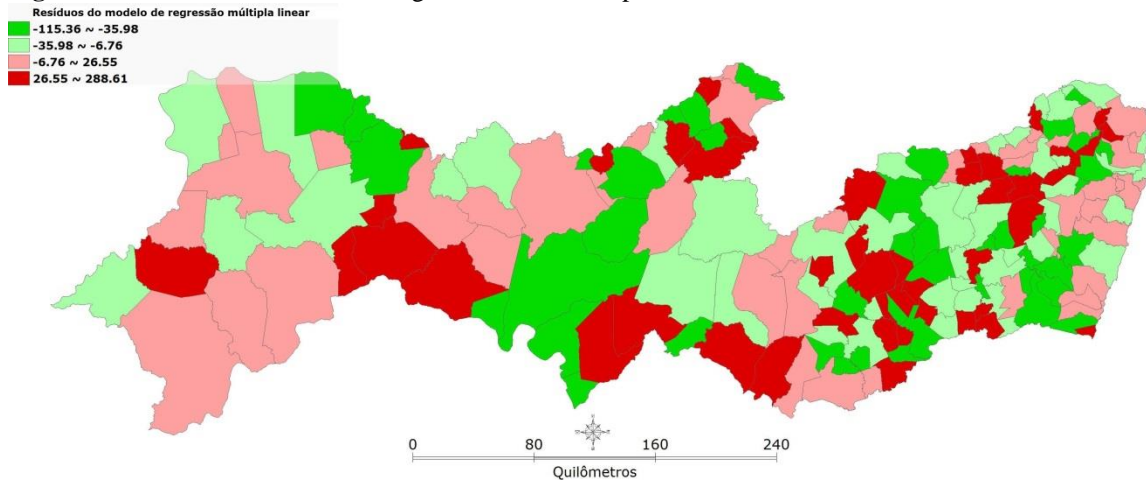 Resíduos do modelo de regressão múltipla linear
-115.36 ~ -35.98
-35.98 ~ -6.76
-6.76 ~ 26.55
26.55 ~ 288.61
0 80 160 240
Quilômetros